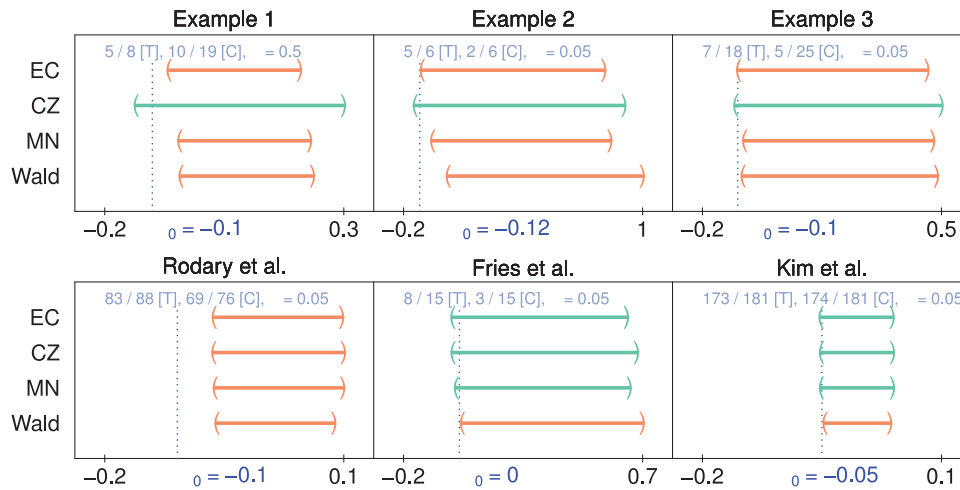 Example 1
Example 2
Example 3
5 / 8 [T], 10 / 19 [C], = 0.5
5 / 6 [T], 2 / 6 [C], = 0.05
7 / 18 [T], 5 / 25 [C], = 0.05
EC
CZ
MN
Wald
−0.2 0 = −0.1 0.3
−0.2 0 = −0.12 1
−0.2 0 = −0.1 0.5
Rodary et al.
Fries et al.
Kim et al.
83 / 88 [T], 69 / 76 [C], = 0.05
8 / 15 [T], 3 / 15 [C], = 0.05
173 / 181 [T], 174 / 181 [C], = 0.05
EC
CZ
MN
Wald
−0.2 0 = −0.1 0.1
−0.2 0 = 0 0.7
−0.2 0 = −0.05 0.1